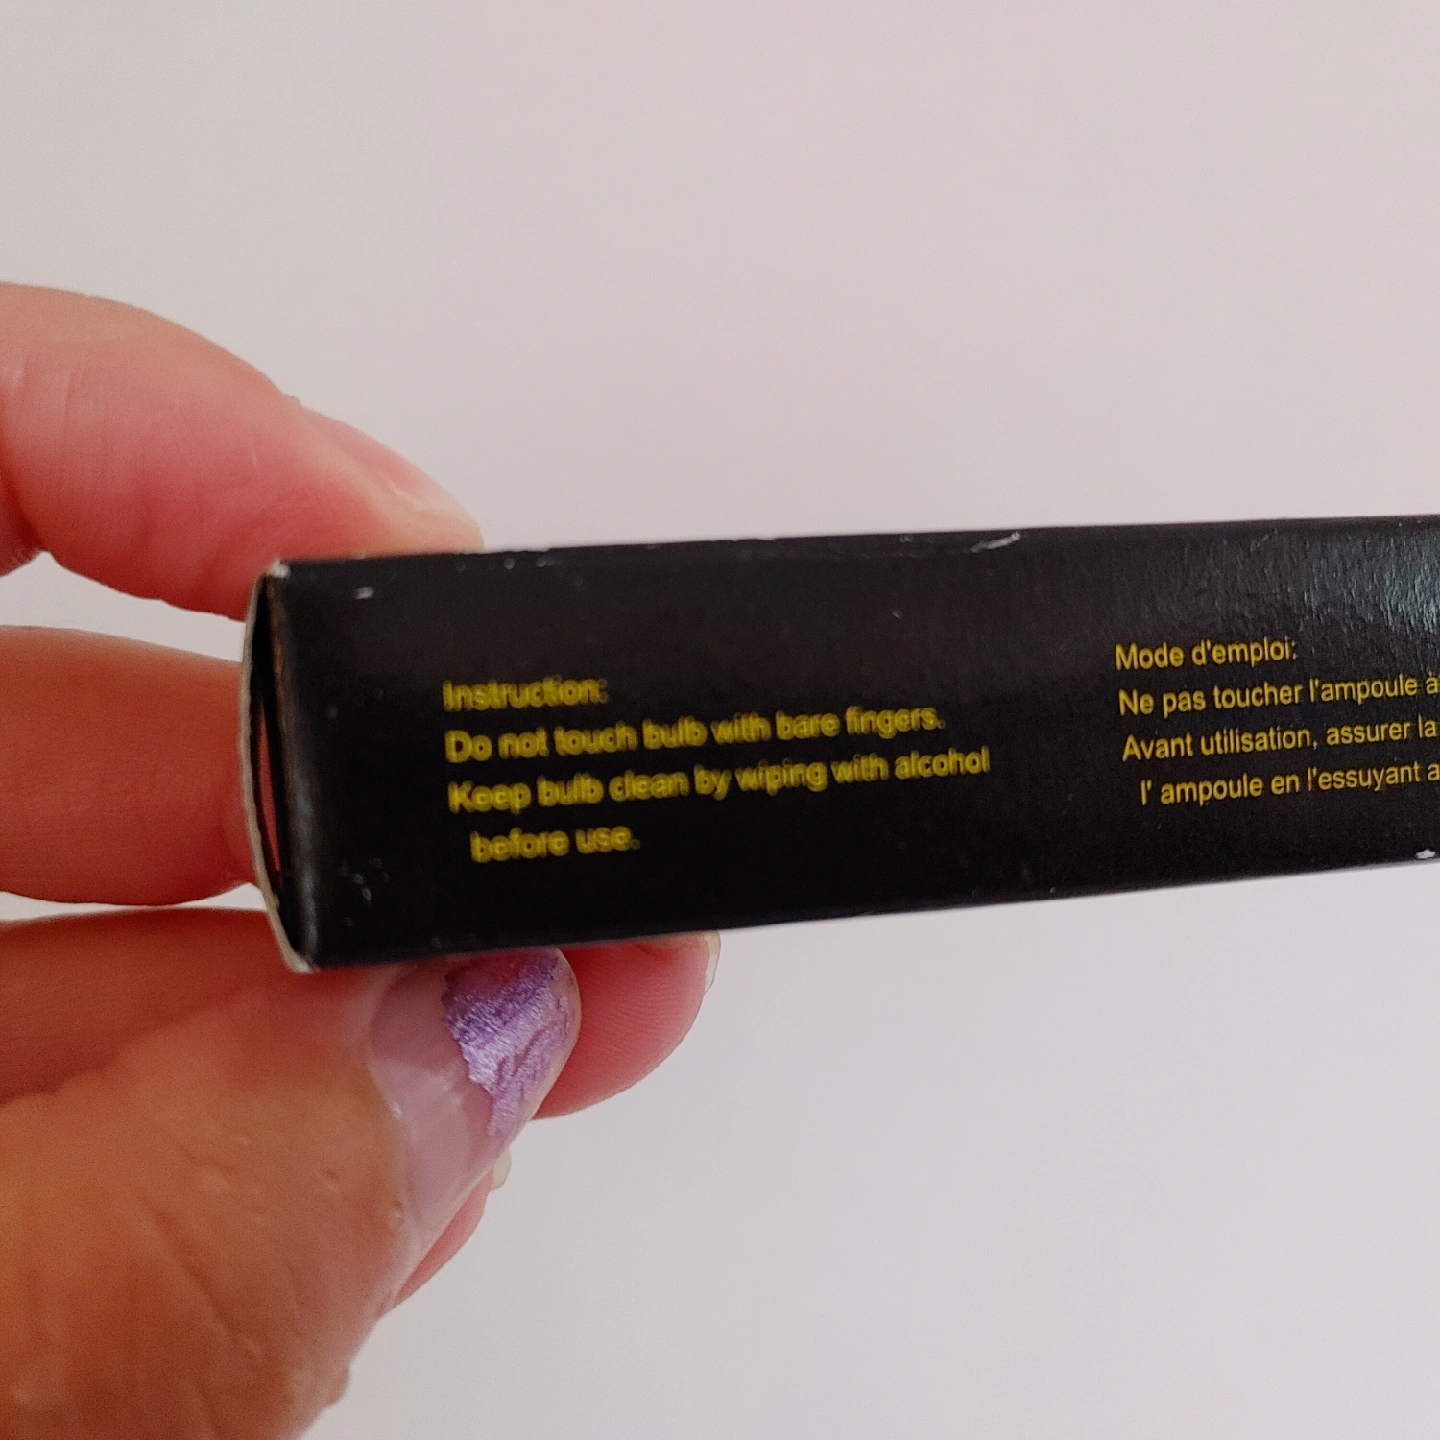 Instruction:
Do not touch bulb with bare fingers.
Keep bulb clean by wiping with alcohol
before use.
Mode d'emploi:
Ne pas toucher l'ampoule à
Avant utilisation, assurer la
l' ampoule en l'essuyant a